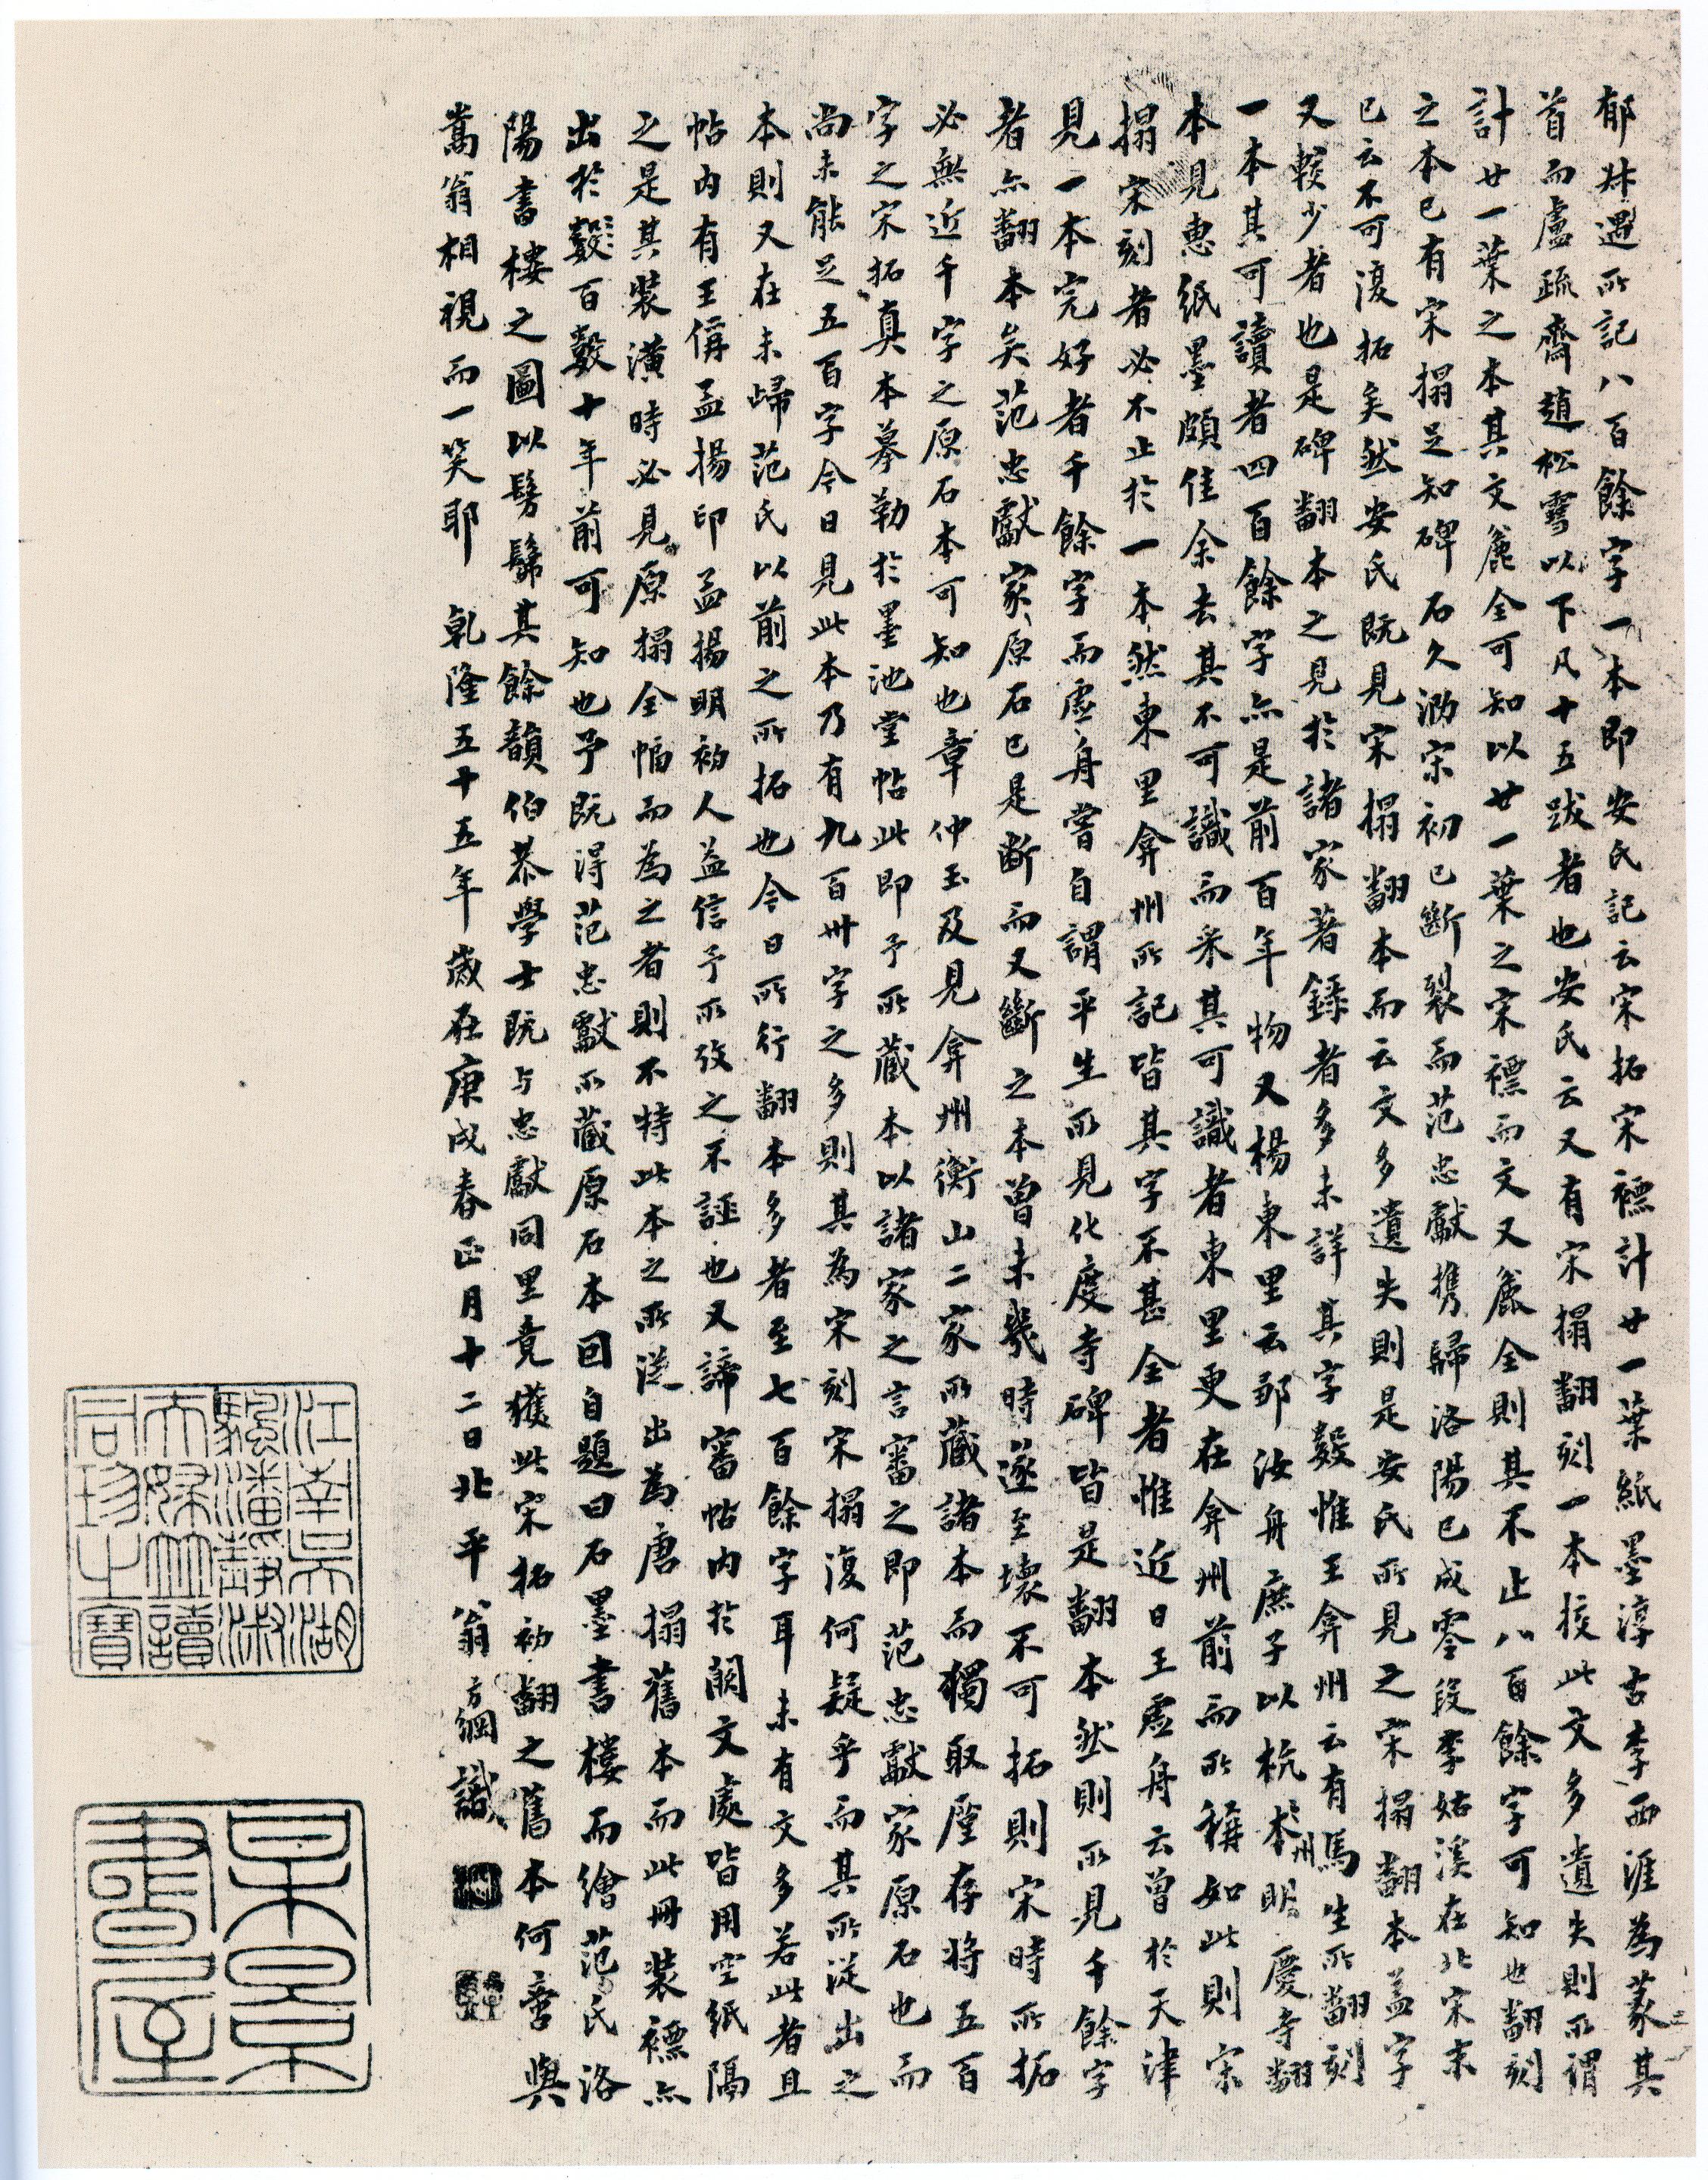 郁林遇所記八百餘字一本即安氏記云宋拓宋褾計廿一葉紙墨淳古李西涯為篆其
首而盧疏齋趙松雪以下凡十五跋者也安氏云又有宋搨翻刻一本挍此文多遺失則所謂
計廿一葉之本其文麤全可知以廿一葉之宋褾而文又麤全則其不止八百餘字可知也翻刻
之本已有宋搨足知碑石久泐宋初已斷裂而范忠獻攜歸洛陽已成零段李姑溪在北宋末
已云不可復拓矣然安氏既見宋搨翻本而云文多遺失則是安氏所見之宋搨翻本蓋字
又較少者也是碑翻本之見於諸家著錄者多未詳其字數惟王弇州云有馬生所翻刻
一本其可讀者四百餘字亦是前百年物又楊東里云鄒汝舟庶子以杭州本明慶寺翻
本見惠紙墨頗佳余去其不可識而采其可識者東里更在弇州前而所稱如此則宋
搨宋刻者必不止於一本然東里弇州所記皆其字不甚全者惟近日王虛舟云曾於天津
見一本完好者千餘字而虛舟嘗自謂平生所見化度寺碑皆是翻本然則所見千餘字
者亦翻本矣范忠獻家原石已是斷而又斷之本曾未幾時遂至壞不可拓則宋時所拓
必無近千字之原石本可知也章仲玉及見弇州衡山二家所藏諸本而獨取廑存將五百
字之宋拓真本摹勒於墨池堂帖此即予所藏本以諸家之言審之即范忠獻家原石也而
尚未能足五百字今日見此本乃有九百卅字之多則其為宋刻宋搨復何疑乎而其所從出之
本則又在未歸范氏以前之所拓也今日所行翻本多者至七百餘字耳未有文多若此者且
帖內有王偁孟揚印孟揚明初人益信予所攷之不誣也又諦審帖內於闕文處皆用空紙隔
之是其裝潢時必見原搨全幅而為之者則不特此本之所從出為唐搨舊本而此冊裝褾亦
出於數百數十年前可知也予既得范忠獻所藏原石本回自題曰石墨書樓而繪范氏洛
陽書樓之圖以髣髴其餘韻伯恭學士既与忠獻同里竟獲此宋拓初翻之舊本何啻與
嵩翁相視而一笑耶 乾隆五十五年歲在庚戌春正月十二日北平翁方綱識
江南吳湖
驄潘靜淑
夫婦並讀
同珍之寶
某景
書屋